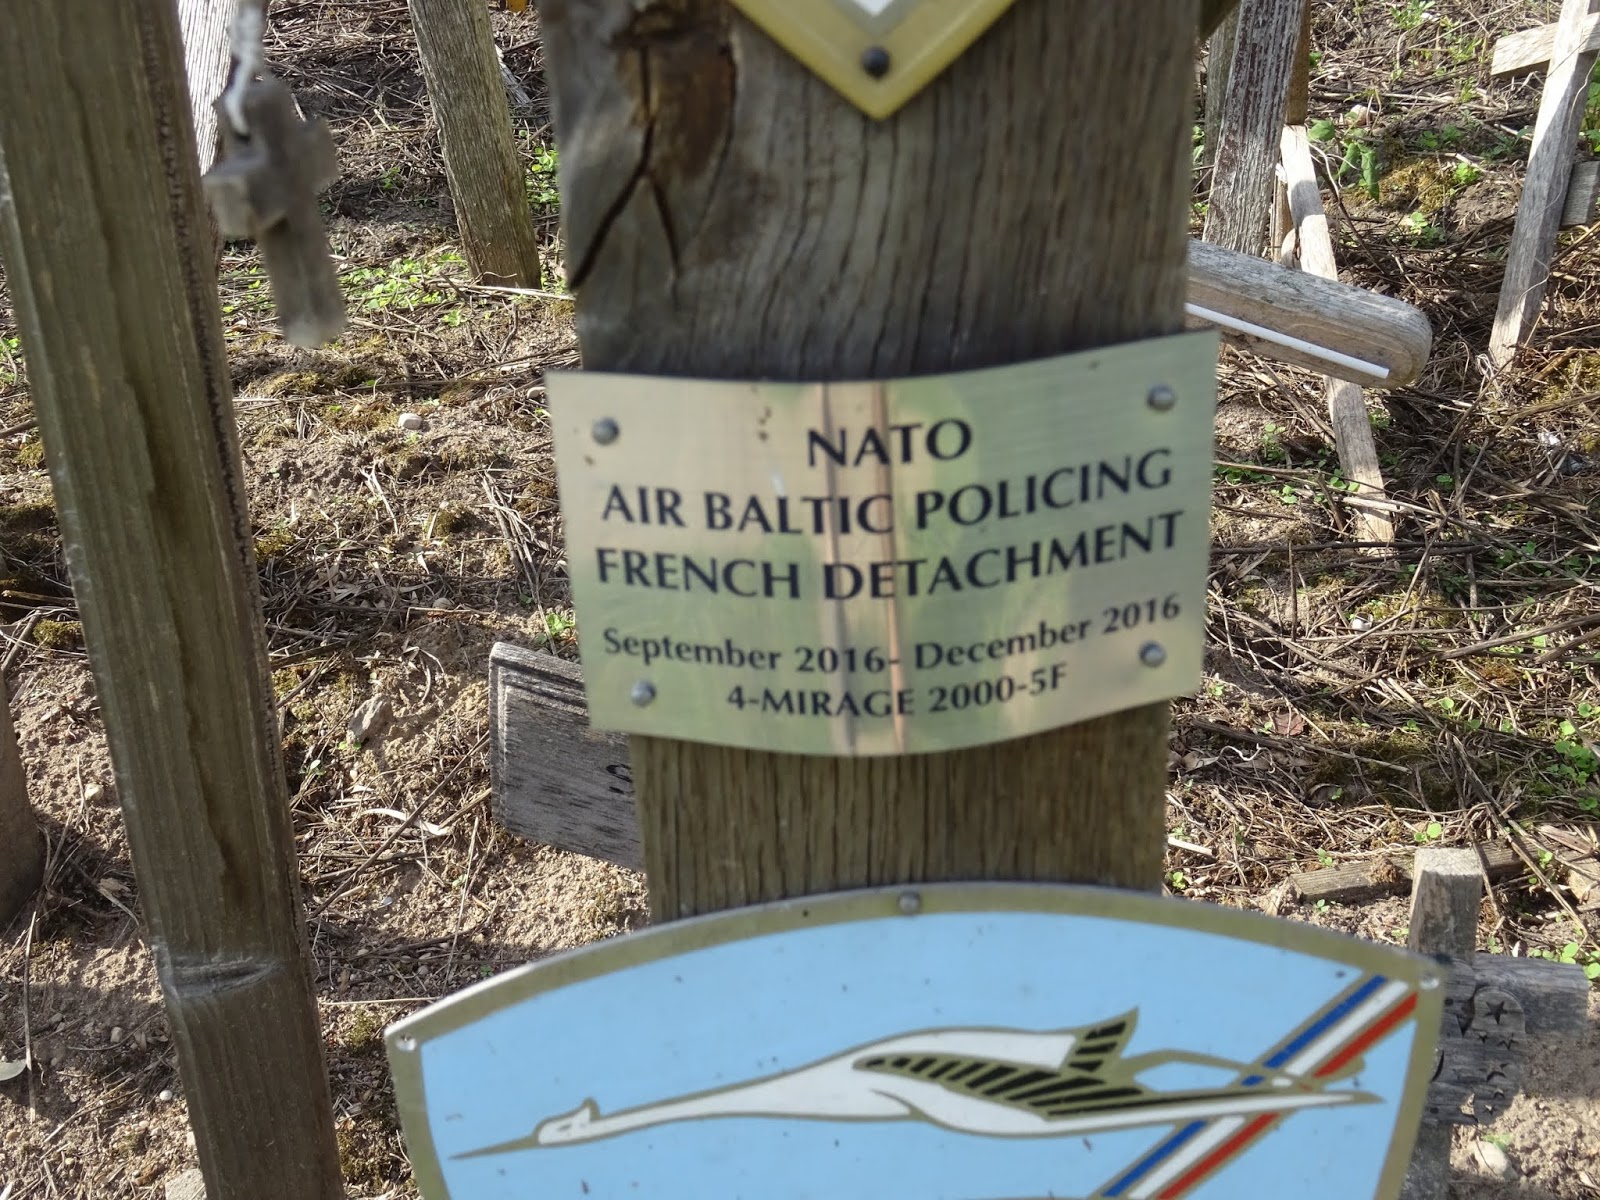 NATO
AIR BALTIC POLICING
FRENCH DETACHMENT
September 2016- December 2016
4-MIRAGE 2000-5F
S